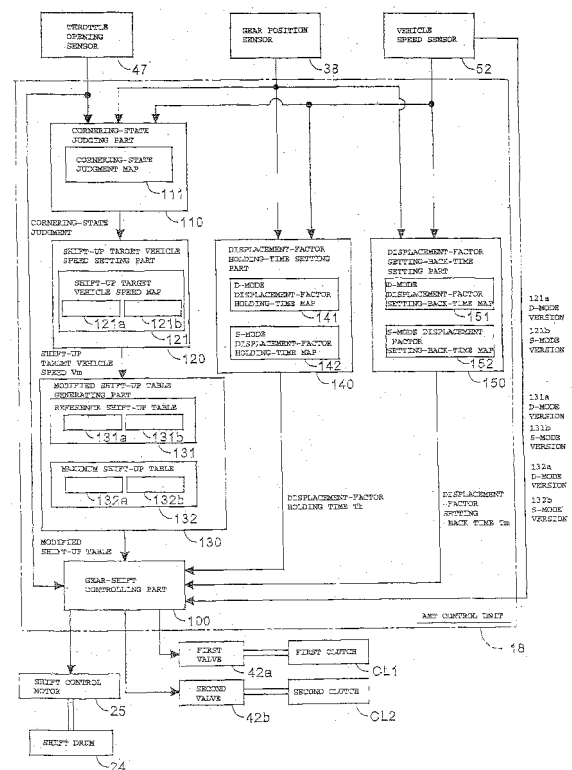 THROTTLE
OPENING
SENSOR
47
GEAR POSITION
SENSOR
38
VEHICLE
SPEED SENSOR
52
CORNERING-STATE
JUDGING PART
CORNERING-STATE
JUDGMENT MAP
111
110
CORNERING-STATE
JUDGMENT
SHIFT-UP TARGET VEHICLE
SPEED SETTING PART
SHIFT-UP TARGET
VEHICLE SPEED MAP
121a
121b
121
120
DISPLACEMENT-FACTOR
HOLDING-TIME SETTING
PART
D-MODE
DISPLACEMENT-FACTOR
HOLDING-TIME MAP
141
S-MODE
DISPLACEMENT-FACTOR
HOLDING-TIME MAP
142
140
DISPLACEMENT-FACTOR
SETTING-BACK-TIME
SETTING PART
D-MODE
DISPLACEMENT-FACTOR
SETTING-BACK-TIME MAP
151
S-MODE DISPLACEMENT
FACTOR
SETTING-BACK-TIME MAP
152
150
121a
D-MODE
VERSION
121b
S-MODE
VERSION
131a
D-MODE
VERSION
131b
S-MODE
VERSION
132a
D-MODE
VERSION
132b
S-MODE
VERSION
SHIFT-UP
TARGET VEHICLE
SPEED Vm
MODIFIED SHIFT-UP TABLE
GENERATING PART
REFERENCE SHIFT-UP TABLE
131a
131b
131
MAXIMUM SHIFT-UP TABLE
132a
132b
132
130
MODIFIED
SHIFT-UP TABLE
DISPLACEMENT-FACTOR
HOLDING TIME Th
DISPLACEMENT
-FACTOR
SETTING
BACK TIME Tm
GEAR-SHIFT
CONTROLLING PART
100
AMT CONTROL UNIT
18
FIRST
VALVE
42a
FIRST CLUTCH
CL1
SECOND
VALVE
42b
SECOND CLUTCH
CL2
SHIFT CONTROL
MOTOR
25
SHIFT DRUM
24